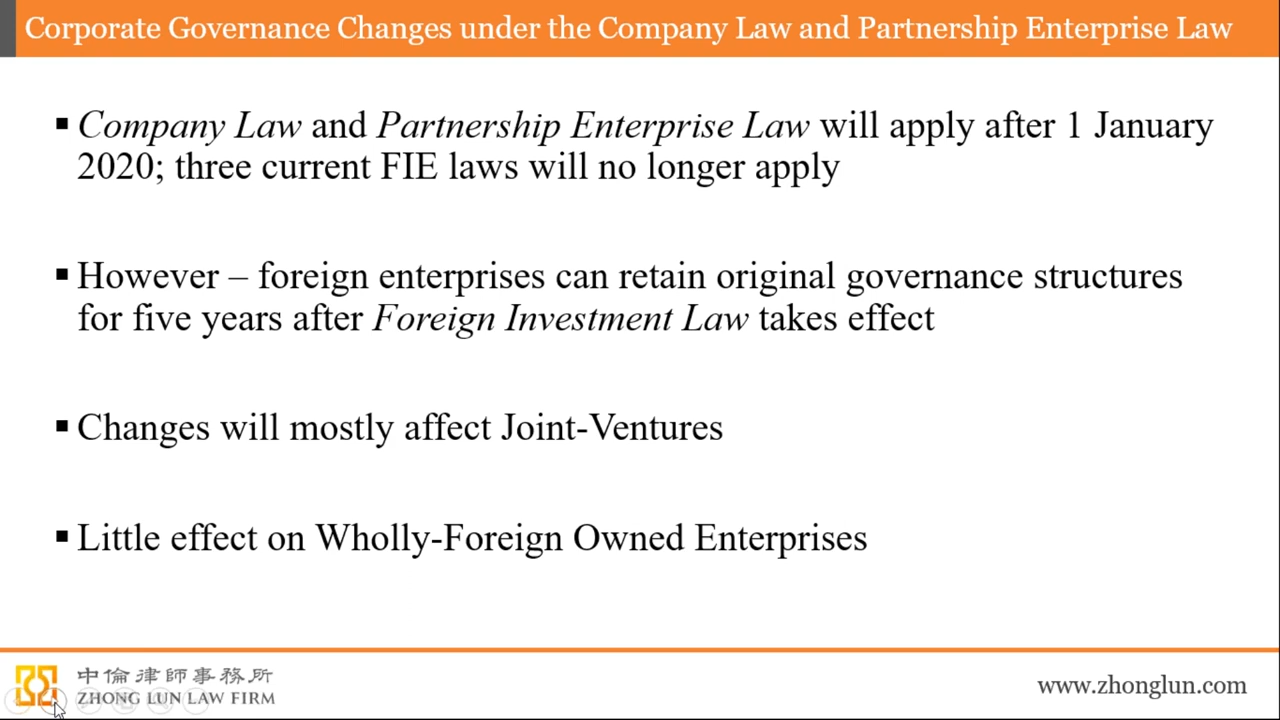 Corporate Governance Changes under the Company Law and Partnership Enterprise Law
▪ Company Law and Partnership Enterprise Law will apply after 1 January
2020; three current FIE laws will no longer apply
▪ However – foreign enterprises can retain original governance structures
for five years after Foreign Investment Law takes effect
▪ Changes will mostly affect Joint-Ventures
▪ Little effect on Wholly-Foreign Owned Enterprises
中倫律師事務所
ZHONG LUN LAW FIRM
www.zhonglun.com